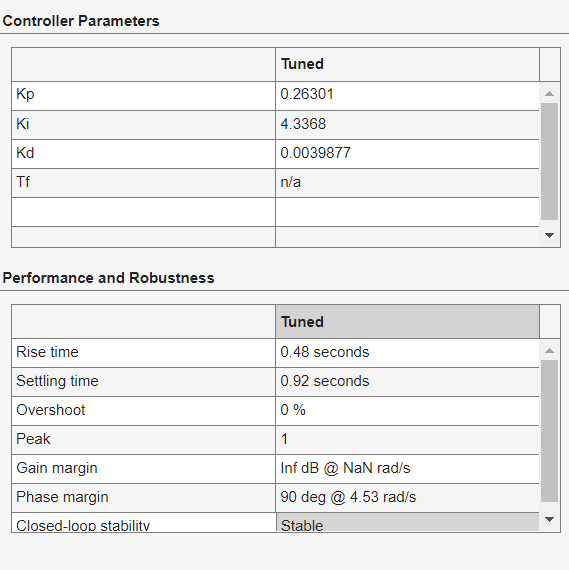 Controller Parameters
Tuned
Kp 0.26301
Ki 4.3368
Kd 0.0039877
Tf n/a
Performance and Robustness
Tuned
Rise time 0.48 seconds
Settling time 0.92 seconds
Overshoot 0 %
Peak 1
Gain margin Inf dB @ NaN rad/s
Phase margin 90 deg @ 4.53 rad/s
Closed-loop stability Stable